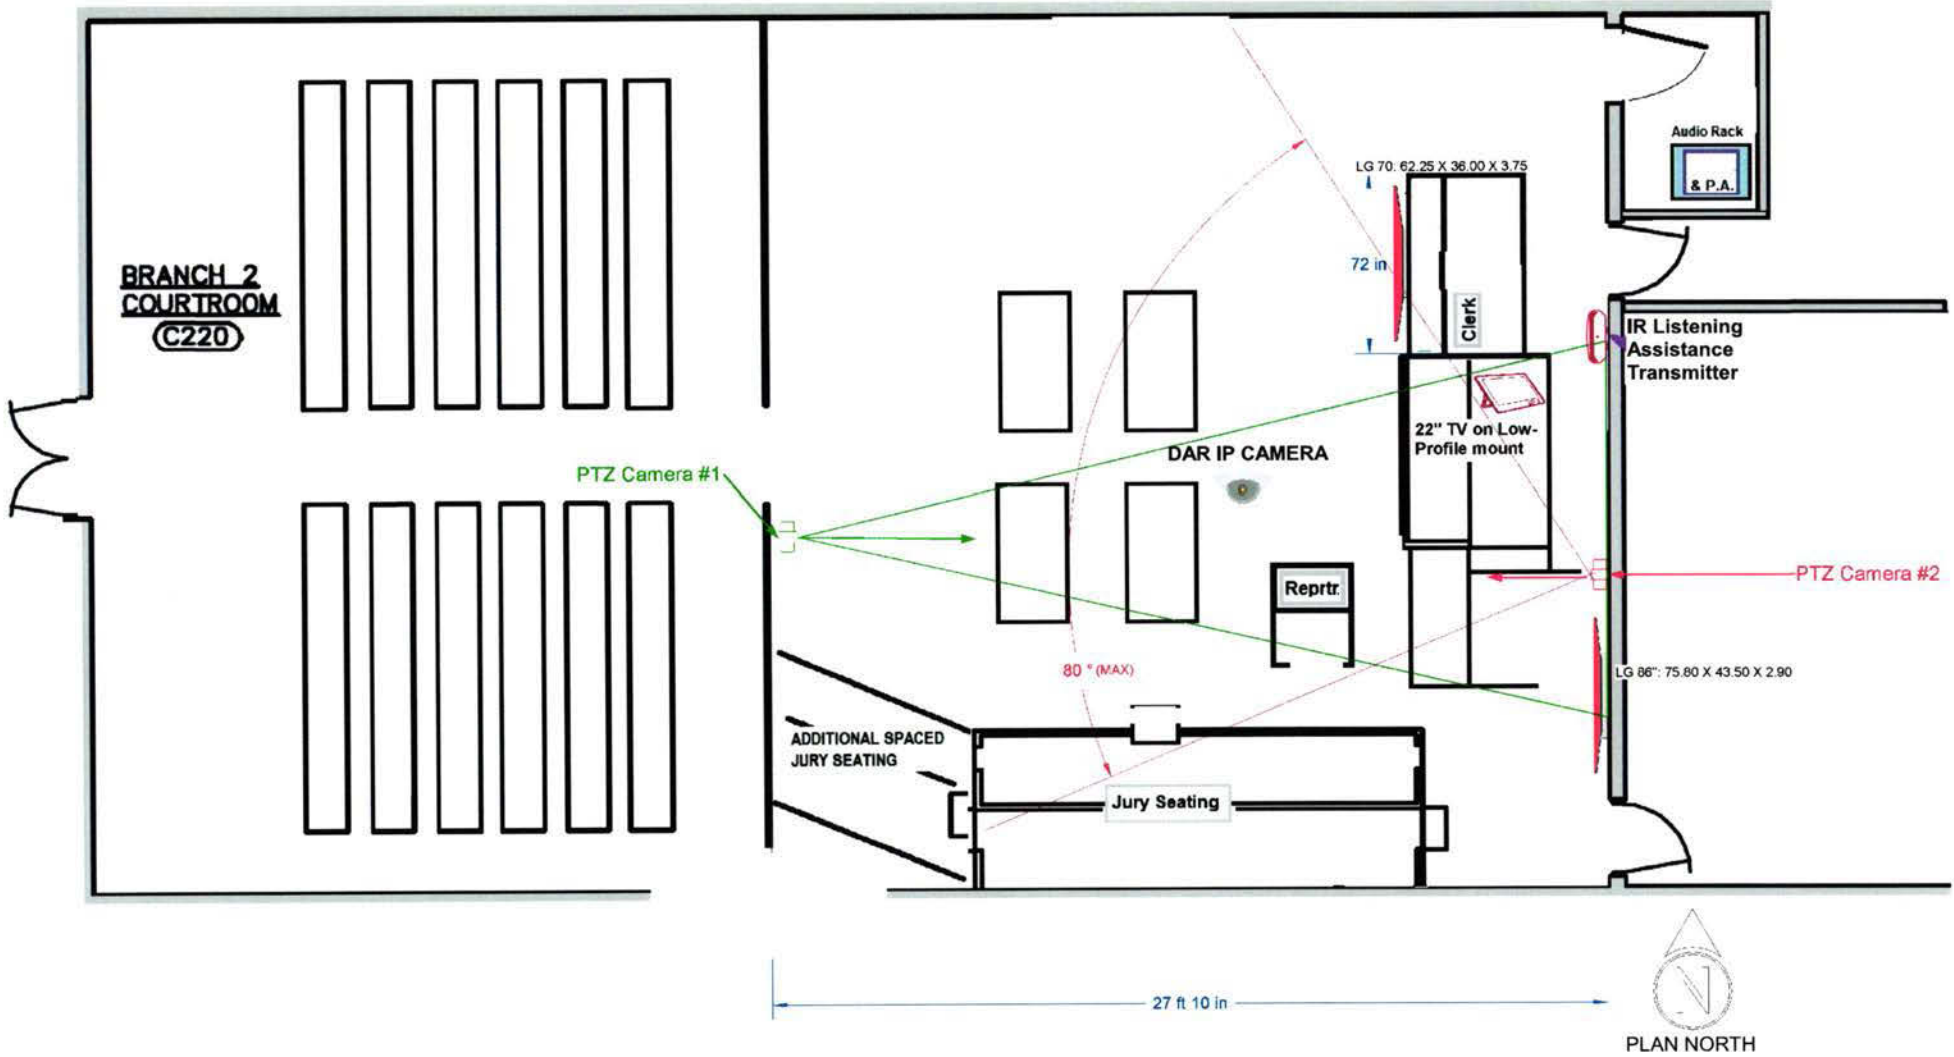 Audio Rack
& P.A.
LG 70: 62.25 X 36.00 X 3.75
BRANCH 2
COURTROOM
C220
72 in
Clerk
IR Listening
Assistance
Transmitter
22" TV on Low-
Profile mount
DAR IP CAMERA
PTZ Camera #1
PTZ Camera #2
Reprtr.
80 ° (MAX)
LG 86": 75.80 X 43.50 X 2.90
ADDITIONAL SPACED
JURY SEATING
Jury Seating
27 ft 10 in
N
PLAN NORTH